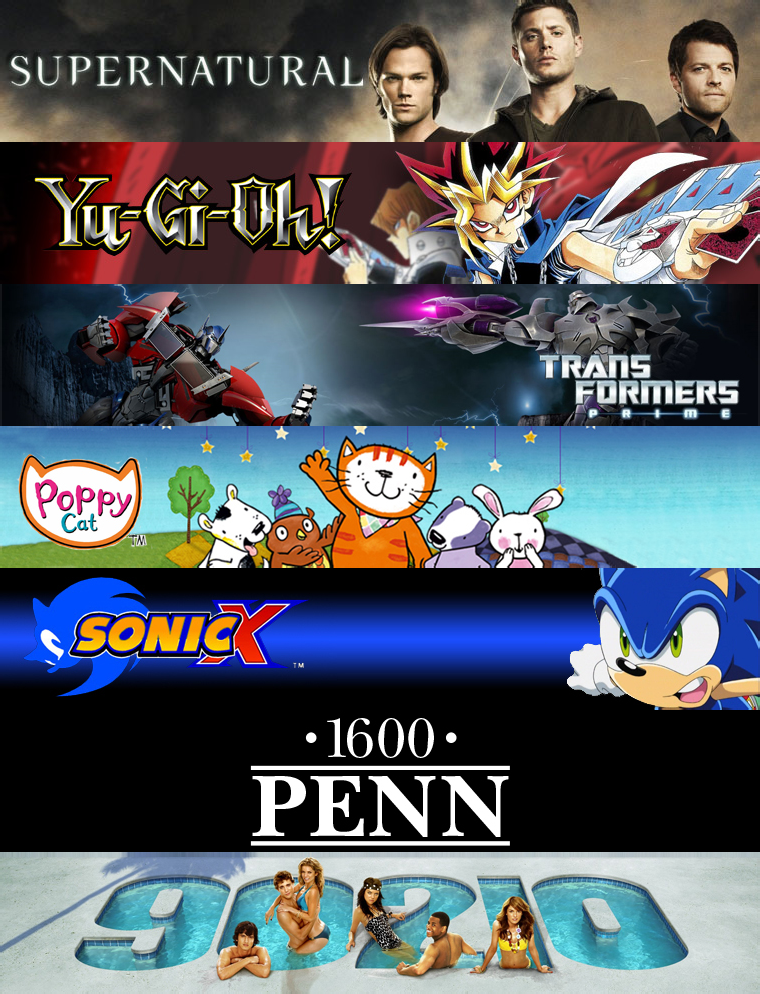 SUPERNATURAL
Yu-Gi-Oh!
TRANS
FORMERS
PRIME
Poppy
Cat
TM
SONIC X
TM
·1600·
PENN
90210